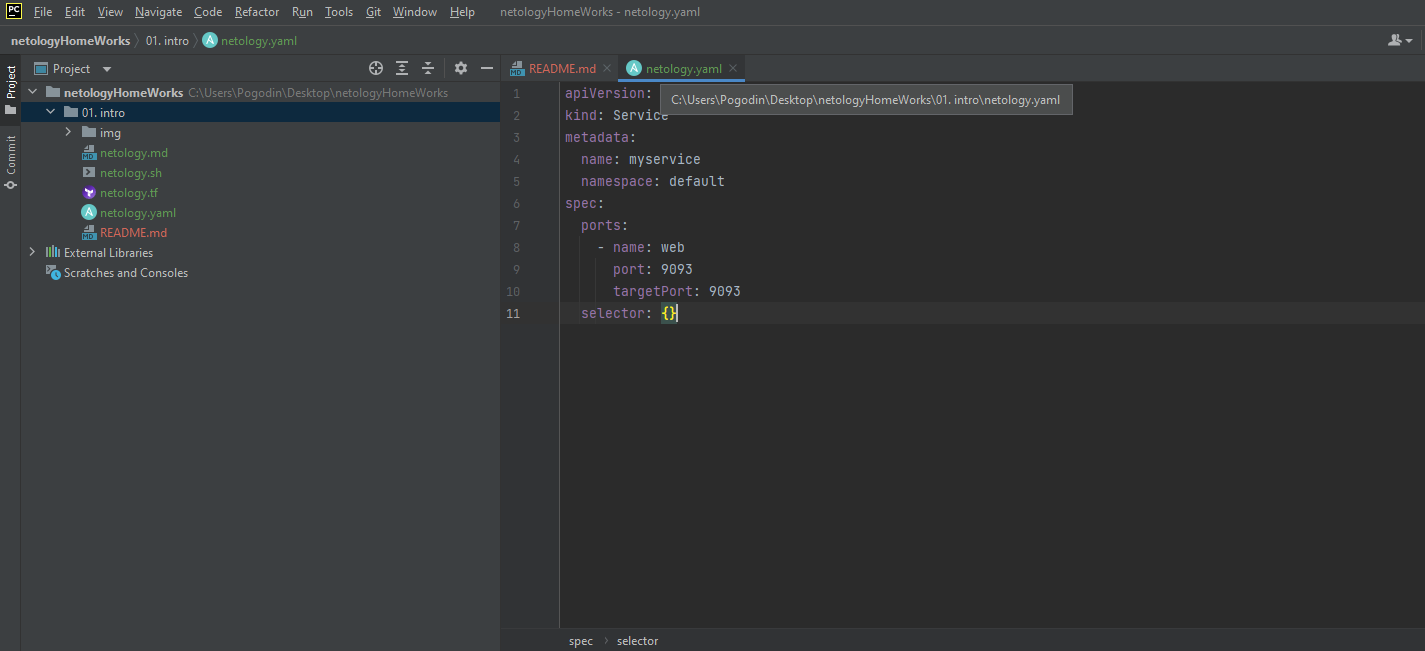 PC File Edit View Navigate Code Refactor Run Tools Git Window Help netologyHomeWorks - netology.yaml
netologyHomeWorks 01. intro A netology.yaml
Project
Commit
Project
netologyHomeWorks C:\Users\Pogodin\Desktop\netologyHomeWorks
01. intro
img
MD netology.md
netology.sh
netology.tf
A netology.yaml
MD README.md
External Libraries
Scratches and Consoles
MD README.md A netology.yaml
C:\Users\Pogodin\Desktop\netologyHomeWorks\01. intro\netology.yaml
1 apiVersion:
2 kind: Service
3 metadata:
4 name: myservice
5 namespace: default
6 spec:
7 ports:
8 - name: web
9 port: 9093
10 targetPort: 9093
11 selector: {}
spec selector